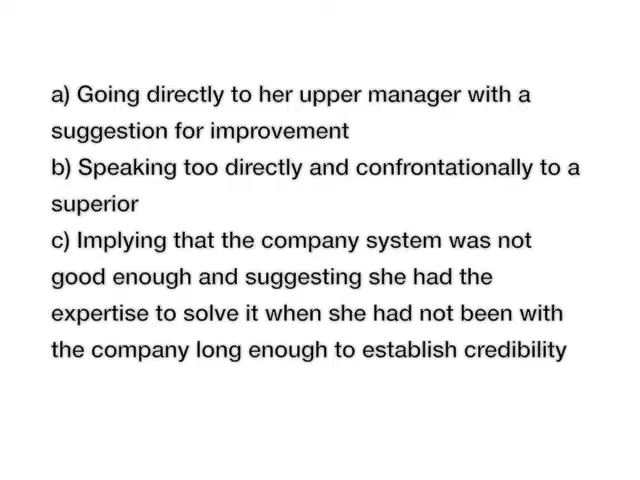 a) Going directly to her upper manager with a
suggestion for improvement
b) Speaking too directly and confrontationally to a
superior
c) Implying that the company system was not
good enough and suggesting she had the
expertise to solve it when she had not been with
the company long enough to establish credibility